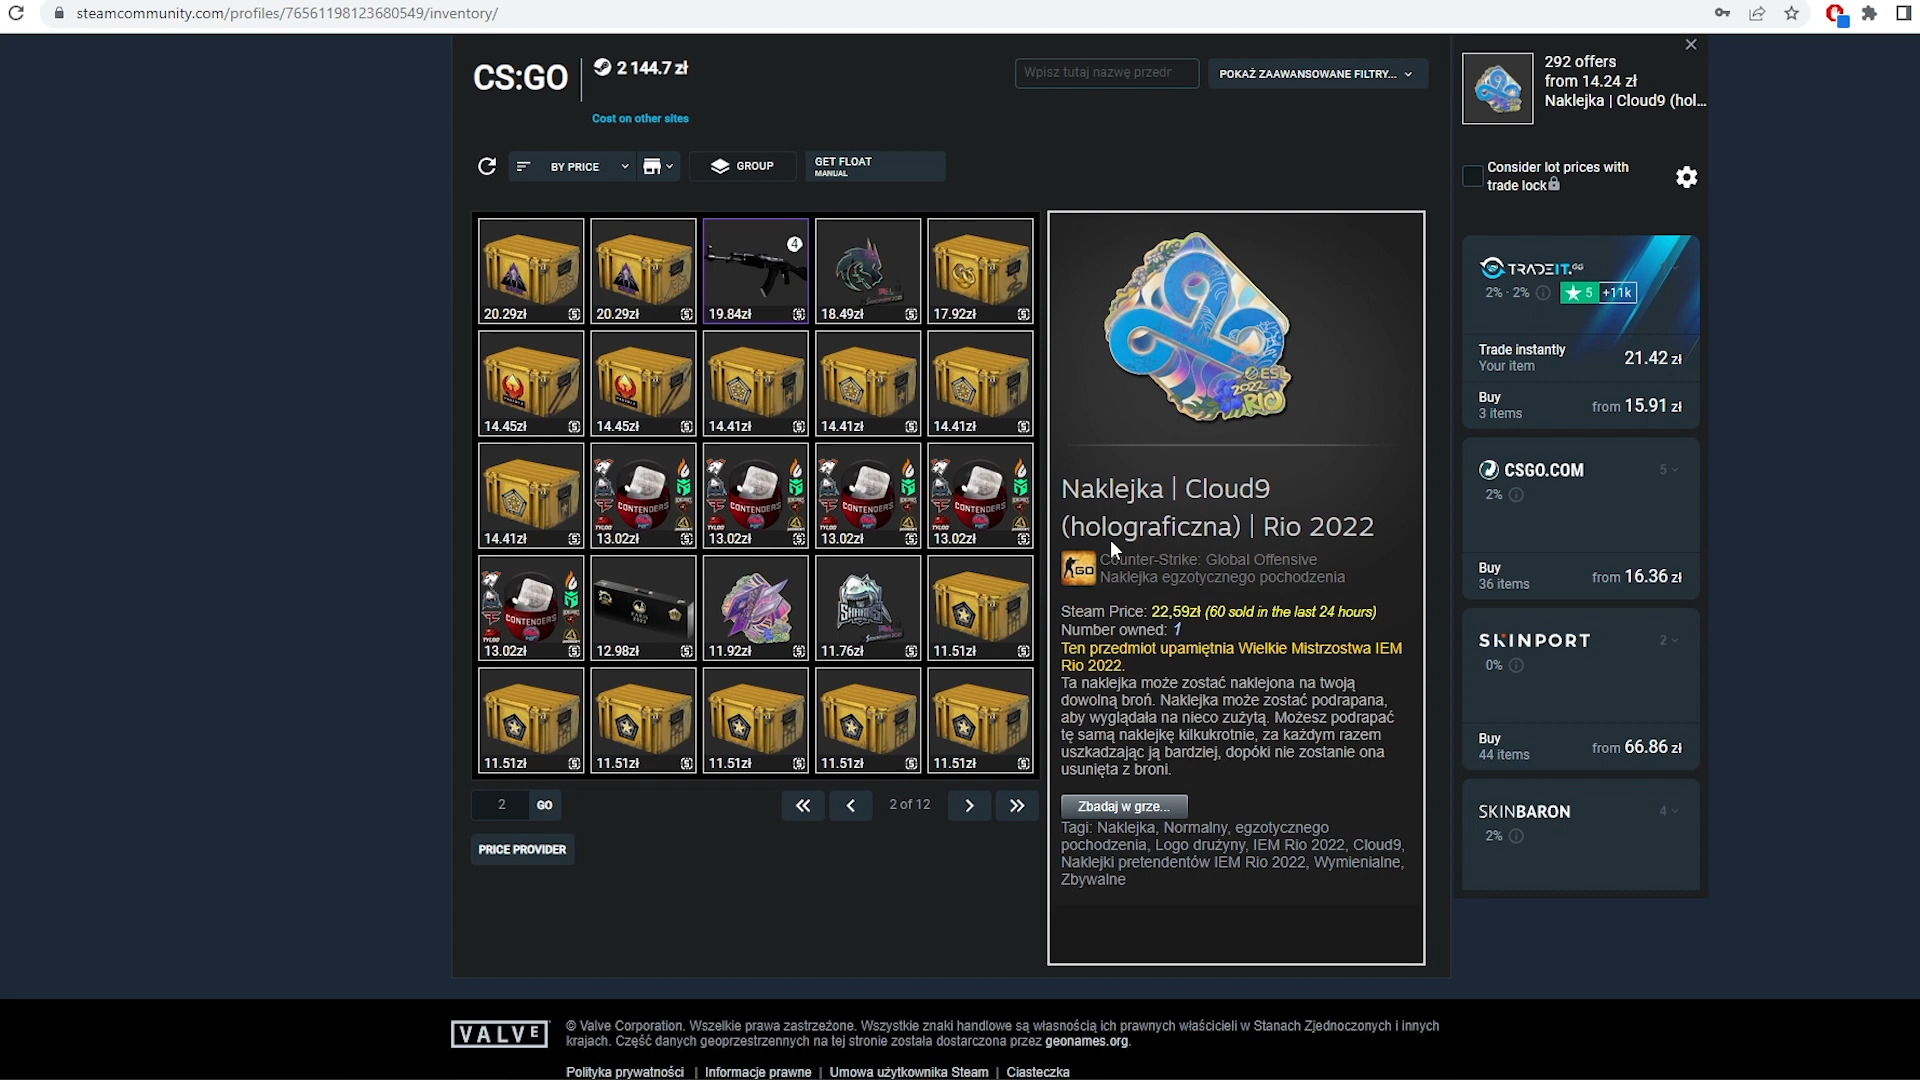 steamcommunity.com/profiles/76561198123680549/inventory/
CS:GO
2 144.7 zł
Cost on other sites
Wpisz tutaj nazwę przedr
POKAŻ ZAAWANSOWANE FILTRY...
BY PRICE
GROUP
GET FLOAT
MANUAL
20.29zł
20.29zł
4
19.84zł
18.49zł
17.92zł
14.45zł
14.45zł
14.41zł
14.41zł
14.41zł
14.41zł
CONTENDERS
13.02zł
CONTENDERS
13.02zł
CONTENDERS
13.02zł
CONTENDERS
13.02zł
CONTENDERS
13.02zł
12.98zł
11.92zł
SHARKS
11.76zł
11.51zł
11.51zł
11.51zł
11.51zł
11.51zł
11.51zł
2
GO
2 of 12
PRICE PROVIDER
ESL
2022
RIO
Naklejka | Cloud9
(holograficzna) | Rio 2022
GO
Counter-Strike: Global Offensive
Naklejka egzotycznego pochodzenia
Steam Price: 22,59zł (60 sold in the last 24 hours)
Number owned: 1
Ten przedmiot upamiętnia Wielkie Mistrzostwa IEM
Rio 2022.
Ta naklejka może zostać naklejona na twoją
dowolną broń. Naklejka może zostać podrapana,
aby wyglądała na nieco zużytą. Możesz podrapać
tę samą naklejkę kilkukrotnie, za każdym razem
uszkadzając ją bardziej, dopóki nie zostanie ona
usunięta z broni.
Zbadaj w grze...
Tagi: Naklejka, Normalny, egzotycznego
pochodzenia, Logo drużyny, IEM Rio 2022, Cloud9,
Naklejki pretendentów IEM Rio 2022, Wymienialne,
Zbywalne
292 offers
from 14.24 zł
Naklejka | Cloud9 (hol...
Consider lot prices with
trade lock
TRADEIT.GG
2% · 2%
5
+11k
Trade instantly
Your item
21.42 zł
Buy
3 items
from 15.91 zł
CSGO.COM
5
2%
Buy
36 items
from 16.36 zł
SKINPORT
2
0%
Buy
44 items
from 66.86 zł
SKINBARON
4
2%
VALVE
© Valve Corporation. Wszelkie prawa zastrzeżone. Wszystkie znaki handlowe są własnością ich prawnych właścicieli w Stanach Zjednoczonych i innych
krajach. Część danych geoprzestrzennych na tej stronie została dostarczona przez geonames.org.
Polityka prywatności | Informacje prawne | Umowa użytkownika Steam | Ciasteczka